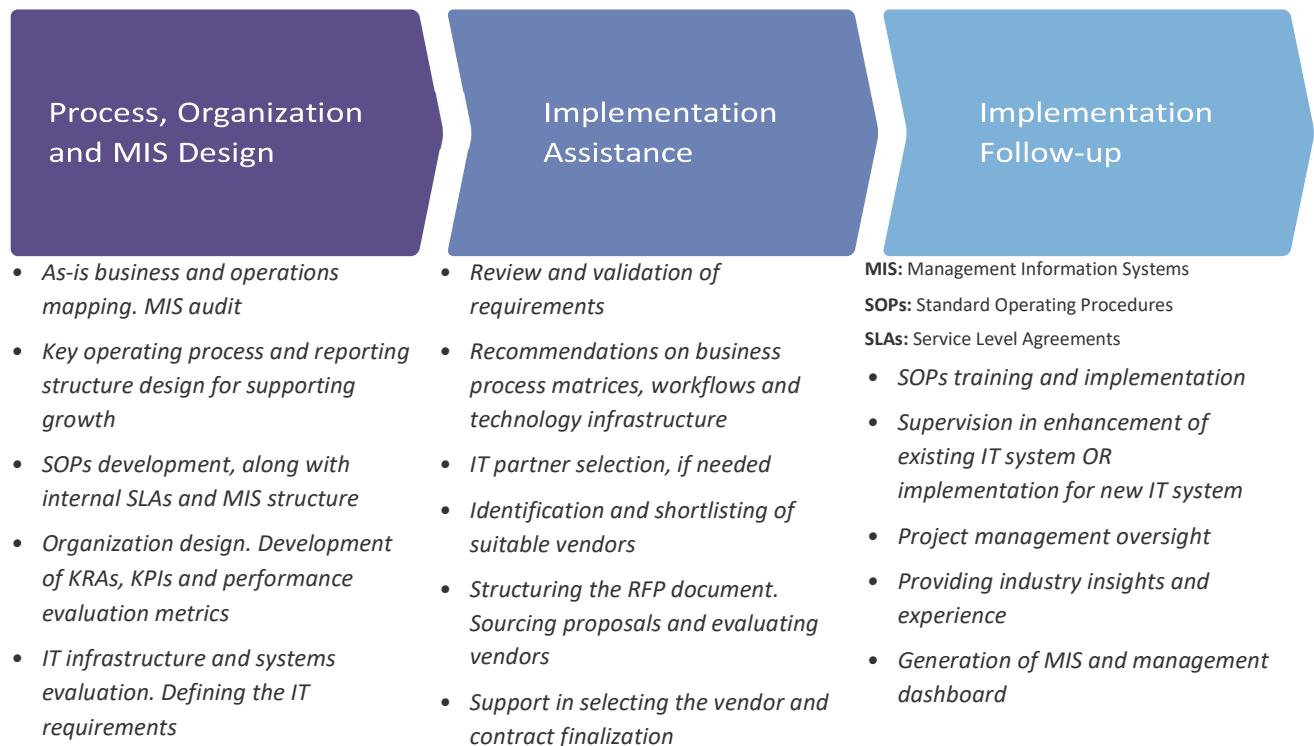 Process, Organization
and MIS Design
Implementation
Assistance
Implementation
Follow-up
• As-is business and operations
mapping. MIS audit
• Key operating process and reporting
structure design for supporting
growth
• SOPs development, along with
internal SLAs and MIS structure
• Organization design. Development
of KRAs, KPIs and performance
evaluation metrics
• IT infrastructure and systems
evaluation. Defining the IT
requirements
• Review and validation of
requirements
• Recommendations on business
process matrices, workflows and
technology infrastructure
• IT partner selection, if needed
• Identification and shortlisting of
suitable vendors
• Structuring the RFP document.
Sourcing proposals and evaluating
vendors
• Support in selecting the vendor and
contract finalization
MIS: Management Information Systems
SOPs: Standard Operating Procedures
SLAs: Service Level Agreements
• SOPs training and implementation
• Supervision in enhancement of
existing IT system OR
implementation for new IT system
• Project management oversight
• Providing industry insights and
experience
• Generation of MIS and management
dashboard